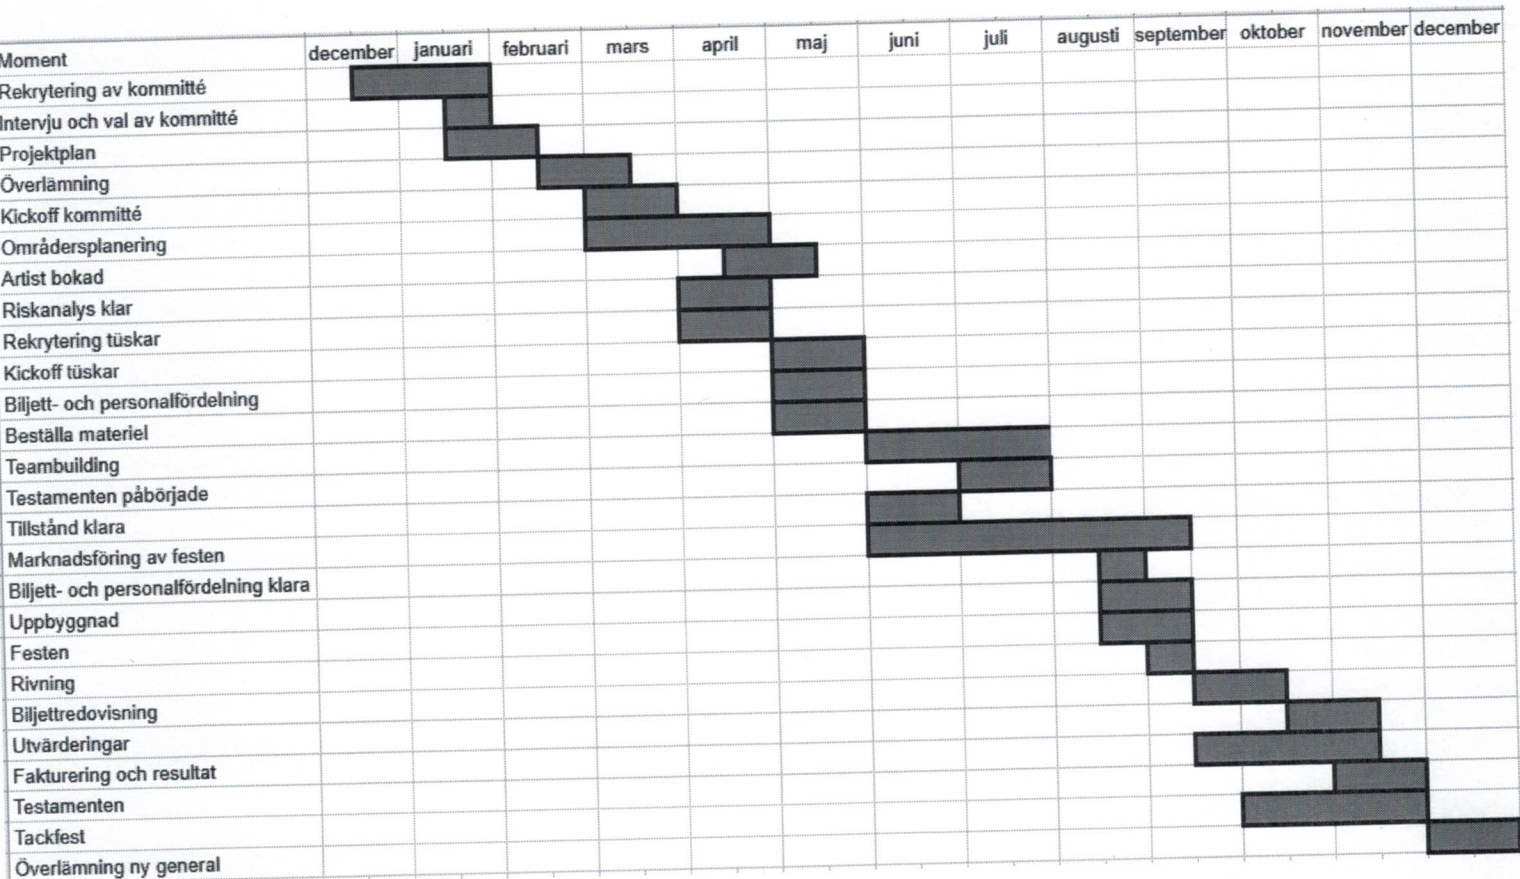 Moment december januari februari mars april maj juni juli augusti september oktober november december
Rekrytering av kommitté
Intervju och val av kommitté
Projektplan
Överlämning
Kickoff kommitté
Områdersplanering
Artist bokad
Riskanalys klar
Rekrytering tüskar
Kickoff tüskar
Biljett- och personalfördelning
Beställa materiel
Teambuilding
Testamenten påbörjade
Tillstånd klara
Marknadsföring av festen
Biljett- och personalfördelning klara
Uppbyggnad
Festen
Rivning
Biljettredovisning
Utvärderingar
Fakturering och resultat
Testamenten
Tackfest
Överlämning ny general